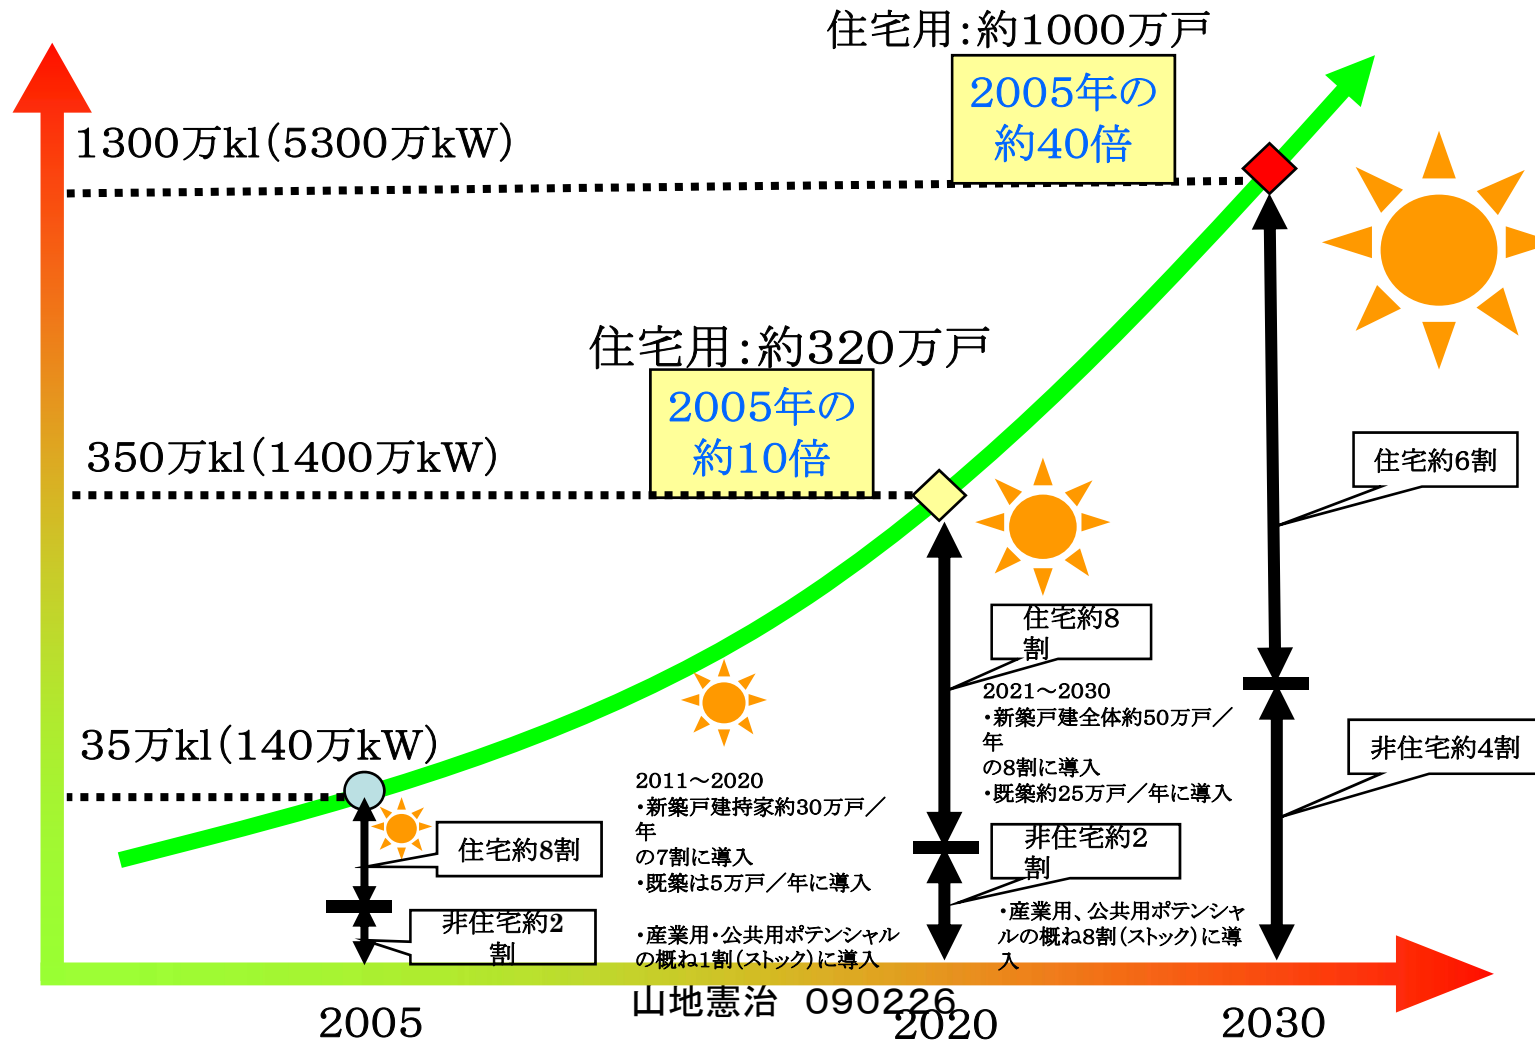 住宅用：約1000万戸
2005年の
約40倍
1300万kl（5300万kW）
住宅用：約320万戸
2005年の
約10倍
350万kl（1400万kW）
住宅約6割
住宅約8
割
2021～2030
・新築戸建全体約50万戸／
年
の8割に導入
・既築約25万戸／年に導入
35万kl（140万kW）
非住宅約4割
2011～2020
・新築戸建持家約30万戸／
年
の7割に導入
・既築は5万戸／年に導入
住宅約8割
非住宅約2
割
非住宅約2
割
・産業用・公共用ポテンシャル
の概ね1割（ストック）に導入
・産業用、公共用ポテンシャ
ルの概ね8割（ストック）に導
入
山地憲治　090226
2005
2020
2030